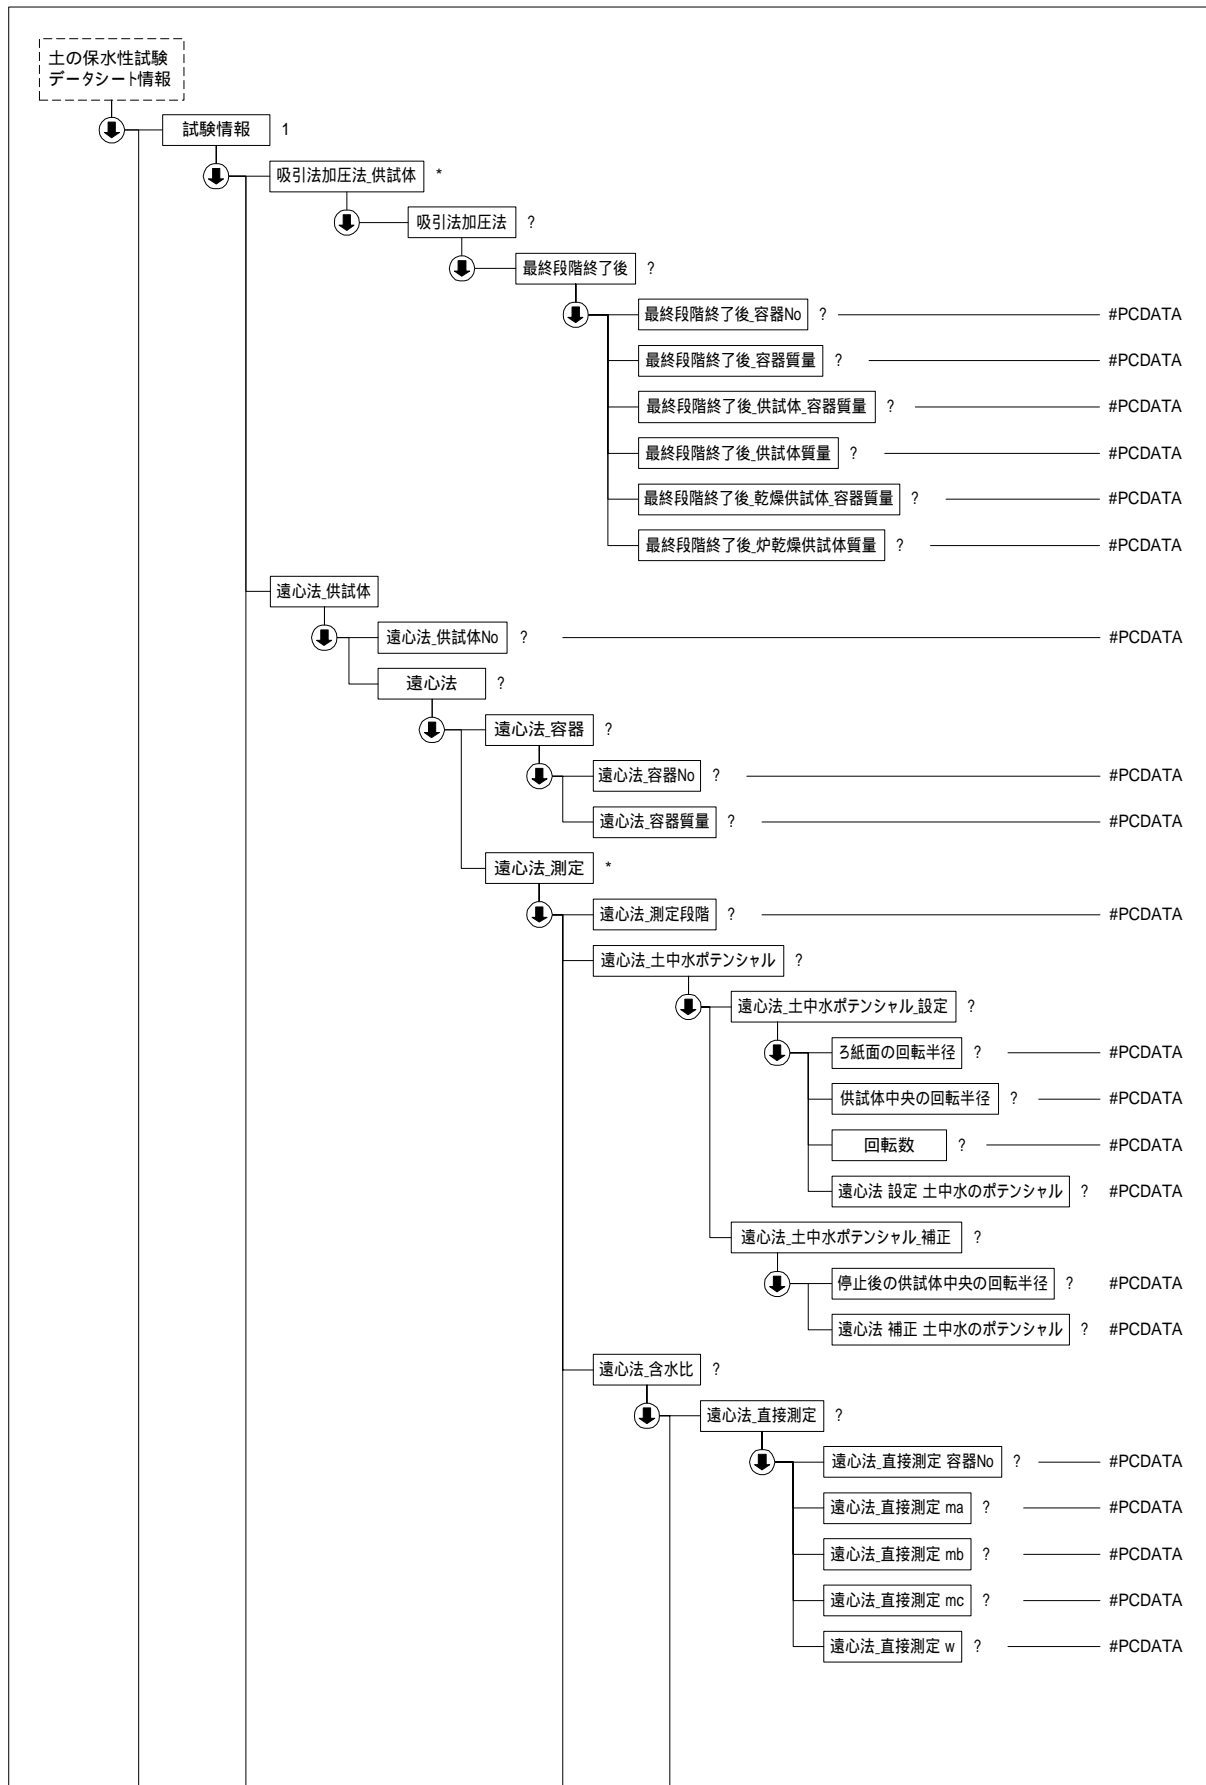 土の保水性試験
データシート情報
試験情報 1
吸引法加圧法_供試体 *
吸引法加圧法 ?
最終段階終了後 ?
最終段階終了後_容器No ? #PCDATA
最終段階終了後_容器質量 ? #PCDATA
最終段階終了後_供試体_容器質量 ? #PCDATA
最終段階終了後_供試体質量 ? #PCDATA
最終段階終了後_乾燥供試体_容器質量 ? #PCDATA
最終段階終了後_炉乾燥供試体質量 ? #PCDATA
遠心法_供試体
遠心法_供試体No ? #PCDATA
遠心法 ?
遠心法_容器 ?
遠心法_容器No ? #PCDATA
遠心法_容器質量 ? #PCDATA
遠心法_測定 *
遠心法_測定段階 ? #PCDATA
遠心法_土中水ポテンシャル ?
遠心法_土中水ポテンシャル_設定 ?
ろ紙面の回転半径 ? #PCDATA
供試体中央の回転半径 ? #PCDATA
回転数 ? #PCDATA
遠心法 設定 土中水のポテンシャル ? #PCDATA
遠心法_土中水ポテンシャル_補正 ?
停止後の供試体中央の回転半径 ? #PCDATA
遠心法 補正 土中水のポテンシャル ? #PCDATA
遠心法_含水比 ?
遠心法_直接測定 ?
遠心法_直接測定 容器No ? #PCDATA
遠心法_直接測定 ma ? #PCDATA
遠心法_直接測定 mb ? #PCDATA
遠心法_直接測定 mc ? #PCDATA
遠心法_直接測定 w ? #PCDATA